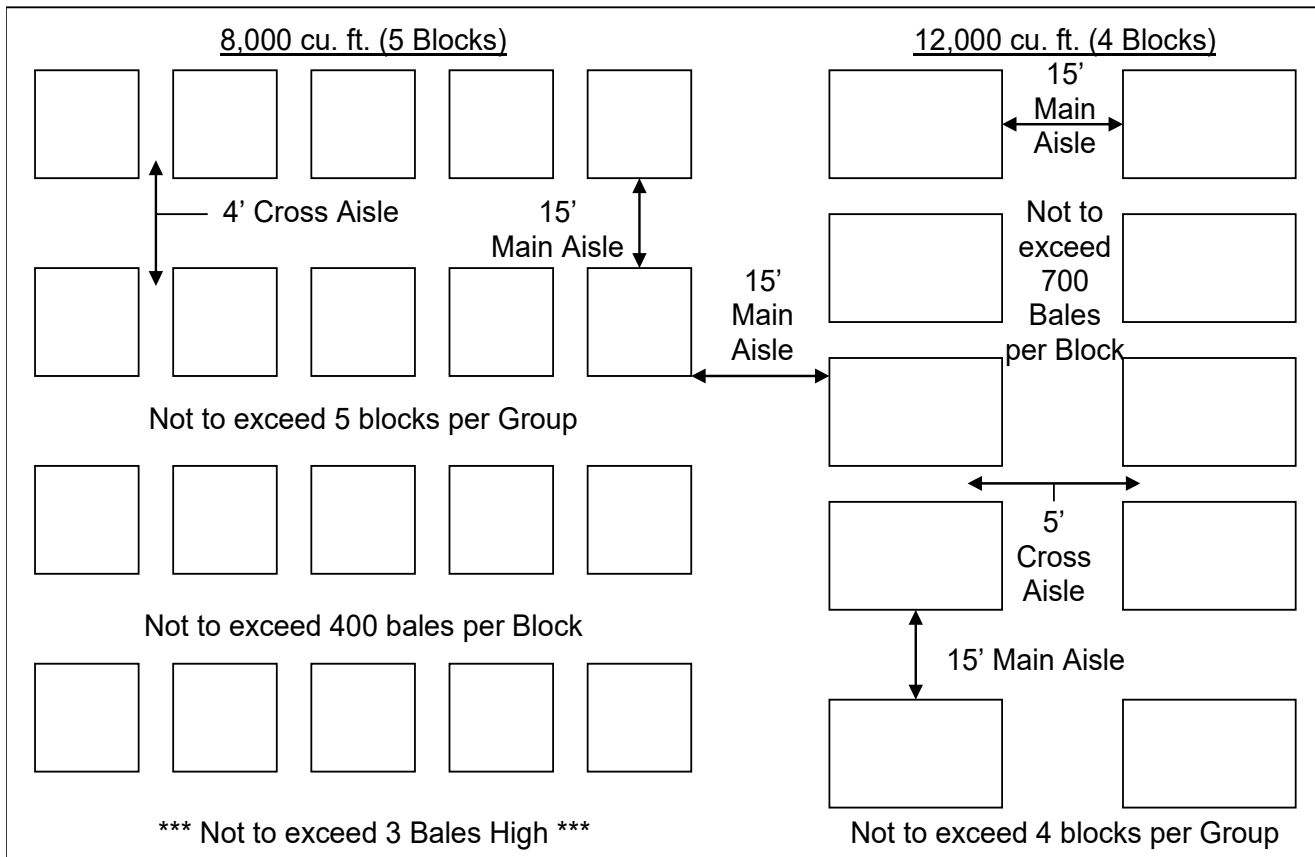 8,000 cu. ft. (5 Blocks)
4’ Cross Aisle
15’
Main Aisle
15’
Main
Aisle
Not to exceed 5 blocks per Group
Not to exceed 400 bales per Block
*** Not to exceed 3 Bales High ***
12,000 cu. ft. (4 Blocks)
15’
Main
Aisle
Not to
exceed
700
Bales
per Block
5’
Cross
Aisle
15’ Main Aisle
Not to exceed 4 blocks per Group